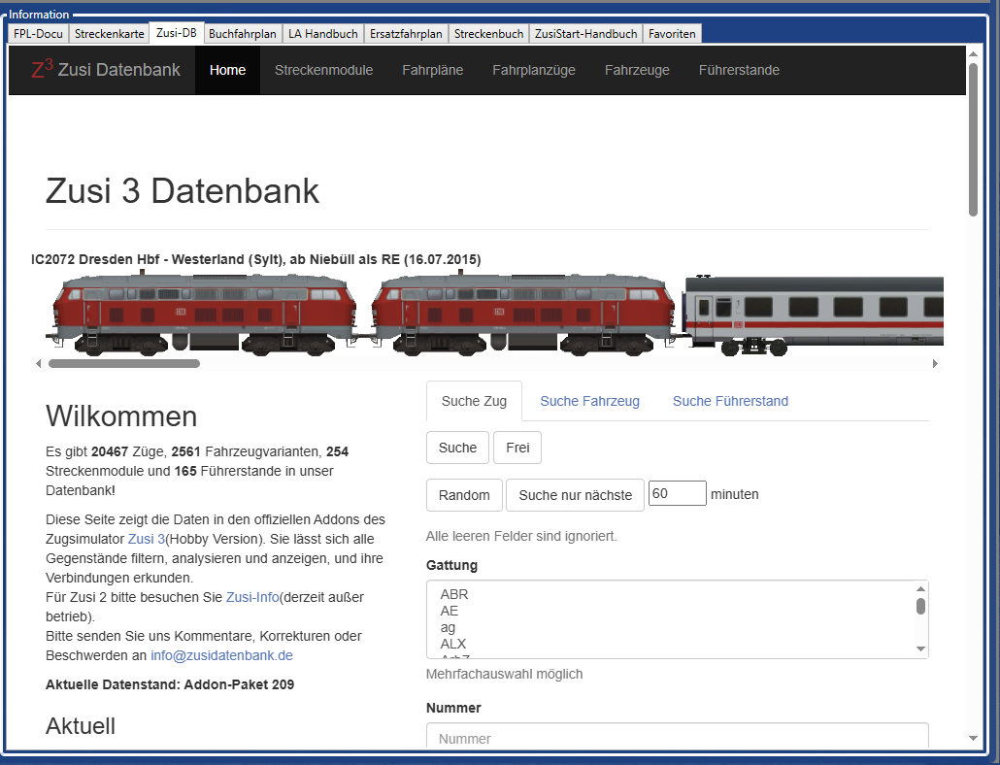 Information
FPL-Docu Streckenkarte Zusi-DB Buchfahrplan LA Handbuch Ersatzfahrplan Streckenbuch ZusiStart-Handbuch Favoriten
Z3 Zusi Datenbank Home Streckenmodule Fahrpläne Fahrplanzüge Fahrzeuge Führerstande
Zusi 3 Datenbank
IC2072 Dresden Hbf - Westerland (Sylt), ab Niebüll als RE (16.07.2015)
Wilkommen
Es gibt 20467 Züge, 2561 Fahrzeugvarianten, 254
Streckenmodule und 165 Führerstande in unser
Datenbank!
Diese Seite zeigt die Daten in den offiziellen Addons des
Zugsimulator Zusi 3(Hobby Version). Sie lässt sich alle
Gegenstände filtern, analysieren und anzeigen, und ihre
Verbindungen erkunden.
Für Zusi 2 bitte besuchen Sie Zusi-Info(derzeit außer
betrieb).
Bitte senden Sie uns Kommentare, Korrekturen oder
Beschwerden an info@zusidatenbank.de
Aktuelle Datenstand: Addon-Paket 209
Aktuell
Suche Zug Suche Fahrzeug Suche Führerstand
Suche Frei
Random Suche nur nächste 60 minuten
Alle leeren Felder sind ignoriert.
Gattung
ABR
AE
ag
ALX
Mehrfachauswahl möglich
Nummer
Nummer